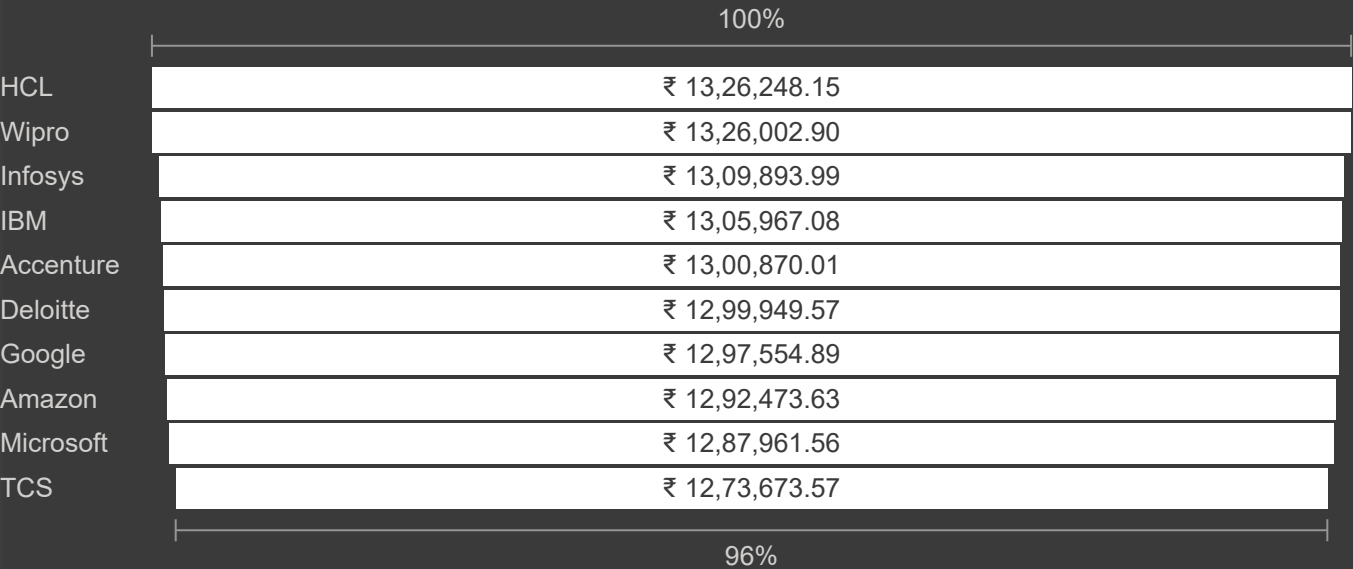 100%
HCL ₹ 13,26,248.15
Wipro ₹ 13,26,002.90
Infosys ₹ 13,09,893.99
IBM ₹ 13,05,967.08
Accenture ₹ 13,00,870.01
Deloitte ₹ 12,99,949.57
Google ₹ 12,97,554.89
Amazon ₹ 12,92,473.63
Microsoft ₹ 12,87,961.56
TCS ₹ 12,73,673.57
96%